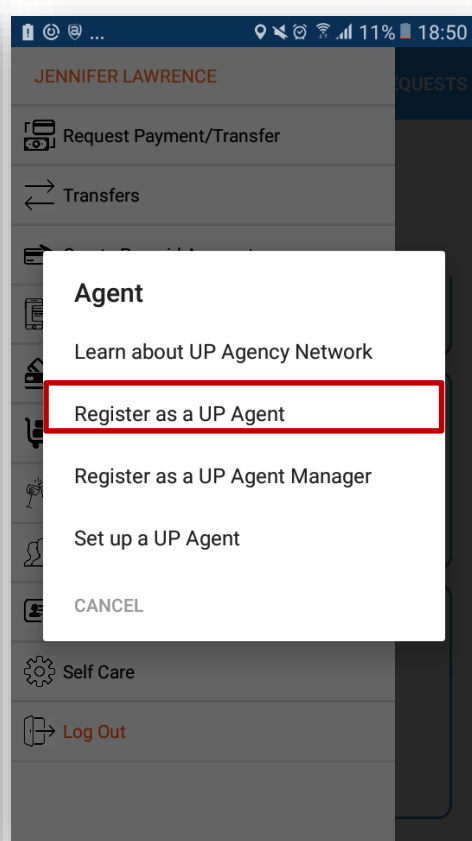 ... 11% 18:50
JENNIFER LAWRENCE
EQUESTS
Request Payment/Transfer
Transfers
Agent
Learn about UP Agency Network
Register as a UP Agent
Register as a UP Agent Manager
Set up a UP Agent
CANCEL
Self Care
Log Out